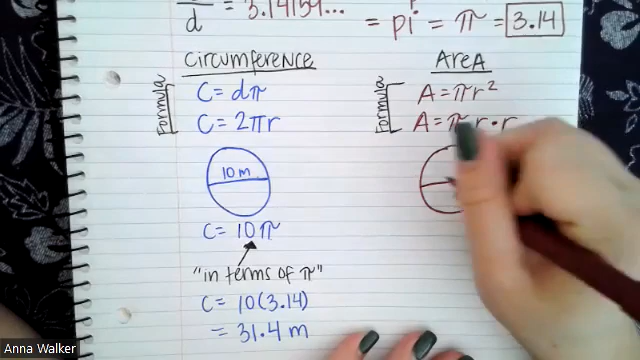 d = 3.14159... = pi = π = 3.14
Circumference
Formula
C = dπ
C = 2πr
10 m
C = 10π
"in terms of π"
C = 10(3.14)
= 31.4 m
AreA
Formula
A = πr²
A = πr·r
Anna Walker